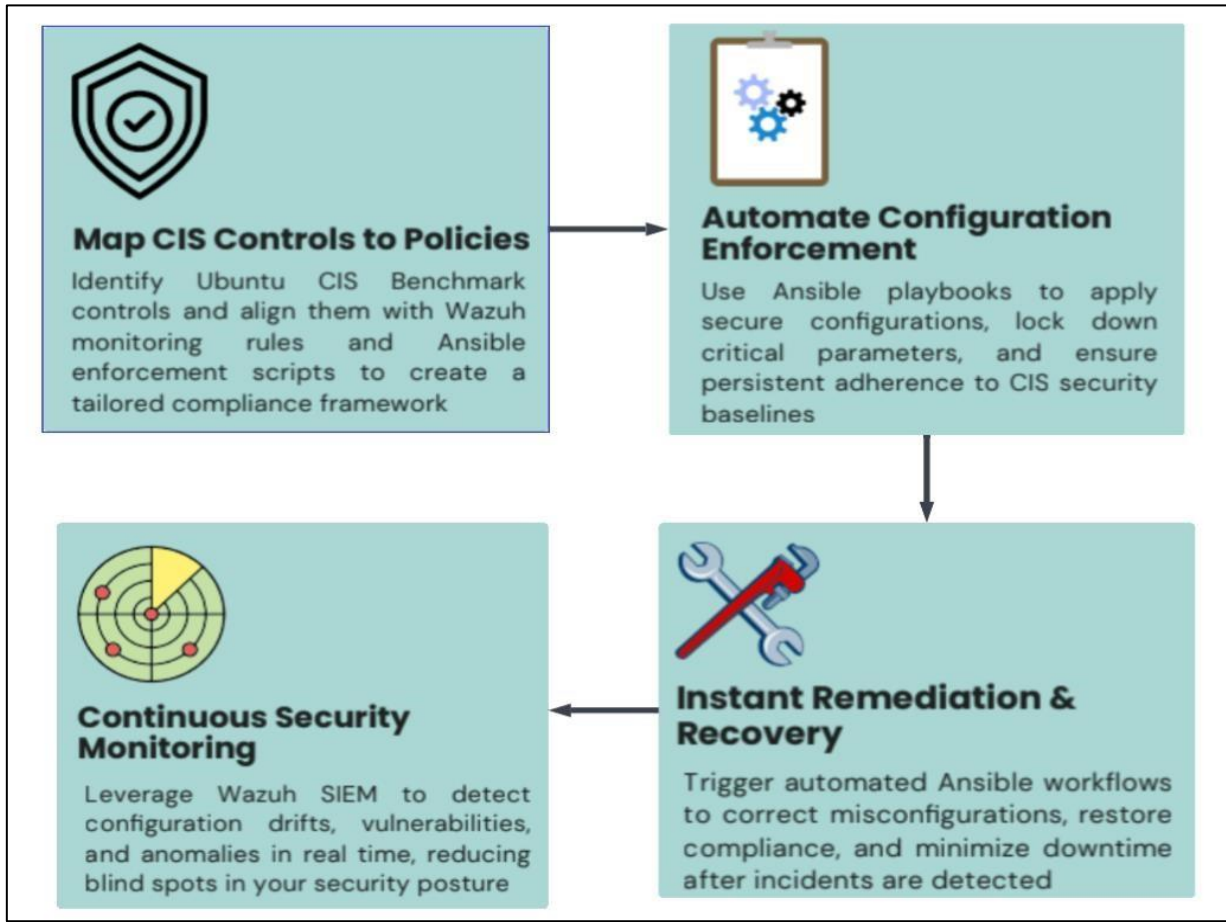 Map CIS Controls to Policies
Identify Ubuntu CIS Benchmark
controls and align them with Wazuh
monitoring rules and Ansible
enforcement scripts to create a
tailored compliance framework
Automate Configuration
Enforcement
Use Ansible playbooks to apply
secure configurations, lock down
critical parameters, and ensure
persistent adherence to CIS security
baselines
Instant Remediation &
Recovery
Trigger automated Ansible workflows
to correct misconfigurations, restore
compliance, and minimize downtime
after incidents are detected
Continuous Security
Monitoring
Leverage Wazuh SIEM to detect
configuration drifts, vulnerabilities,
and anomalies in real time, reducing
blind spots in your security posture